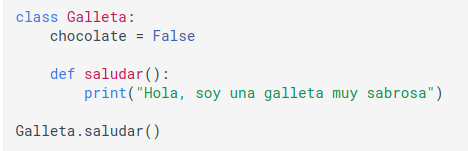 class Galleta:
    chocolate = False

    def saludar():
        print("Hola, soy una galleta muy sabrosa")

Galleta.saludar()